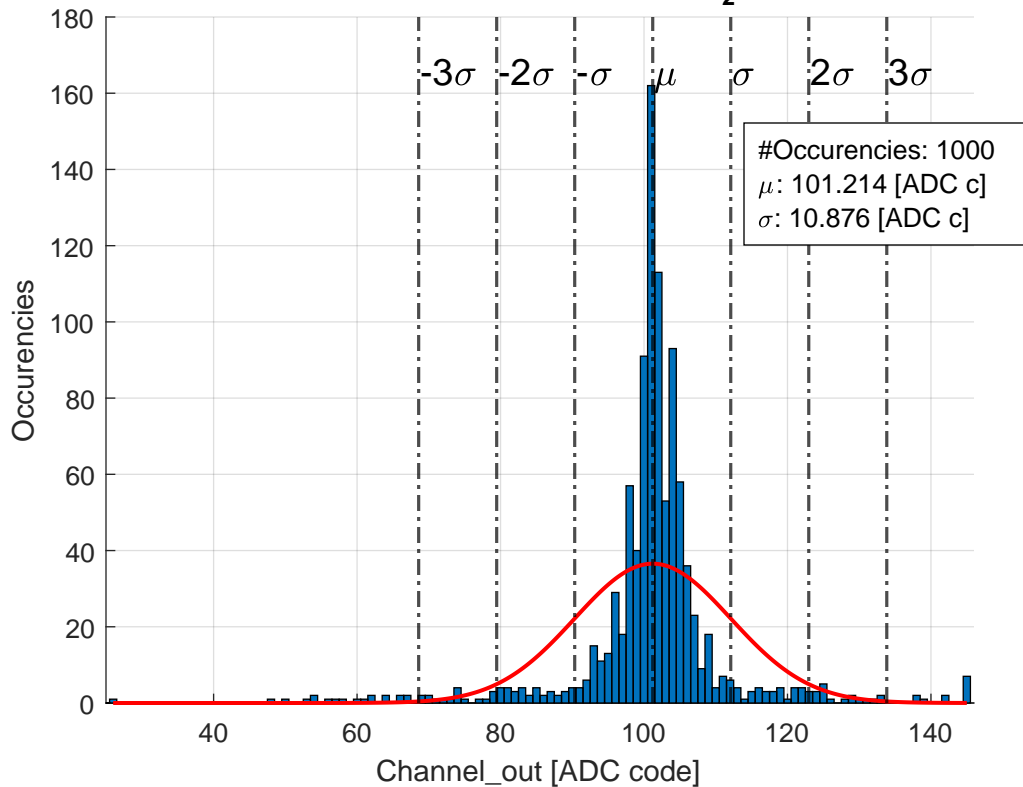 2
180
160
140
120
100
80
60
40
20
0
-3σ -2σ -σ μ σ 2σ 3σ
#Occurencies: 1000
μ: 101.214 [ADC c]
σ: 10.876 [ADC c]
Occurencies
40 60 80 100 120 140
Channel_out [ADC code]